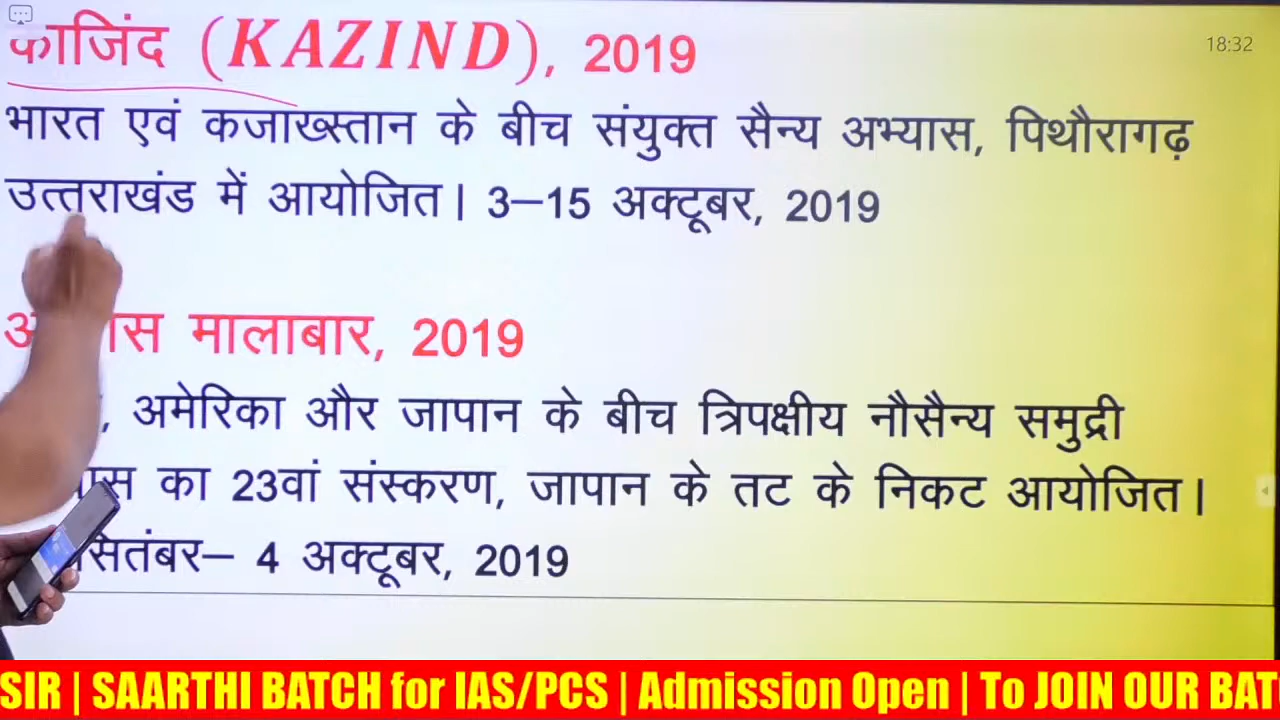 काजिंद (KAZIND), 2019
18:32
भारत एवं कजाख्स्तान के बीच संयुक्त सैन्य अभ्यास, पिथौरागढ़
उत्तराखंड में आयोजित। 3–15 अक्टूबर, 2019
मालाबार, 2019
, अमेरिका और जापान के बीच त्रिपक्षीय नौसैन्य समुद्री
का 23वां संस्करण, जापान के तट के निकट आयोजित।
सितंबर– 4 अक्टूबर, 2019
SIR | SAARTHI BATCH for IAS/PCS | Admission Open | To JOIN OUR BAT